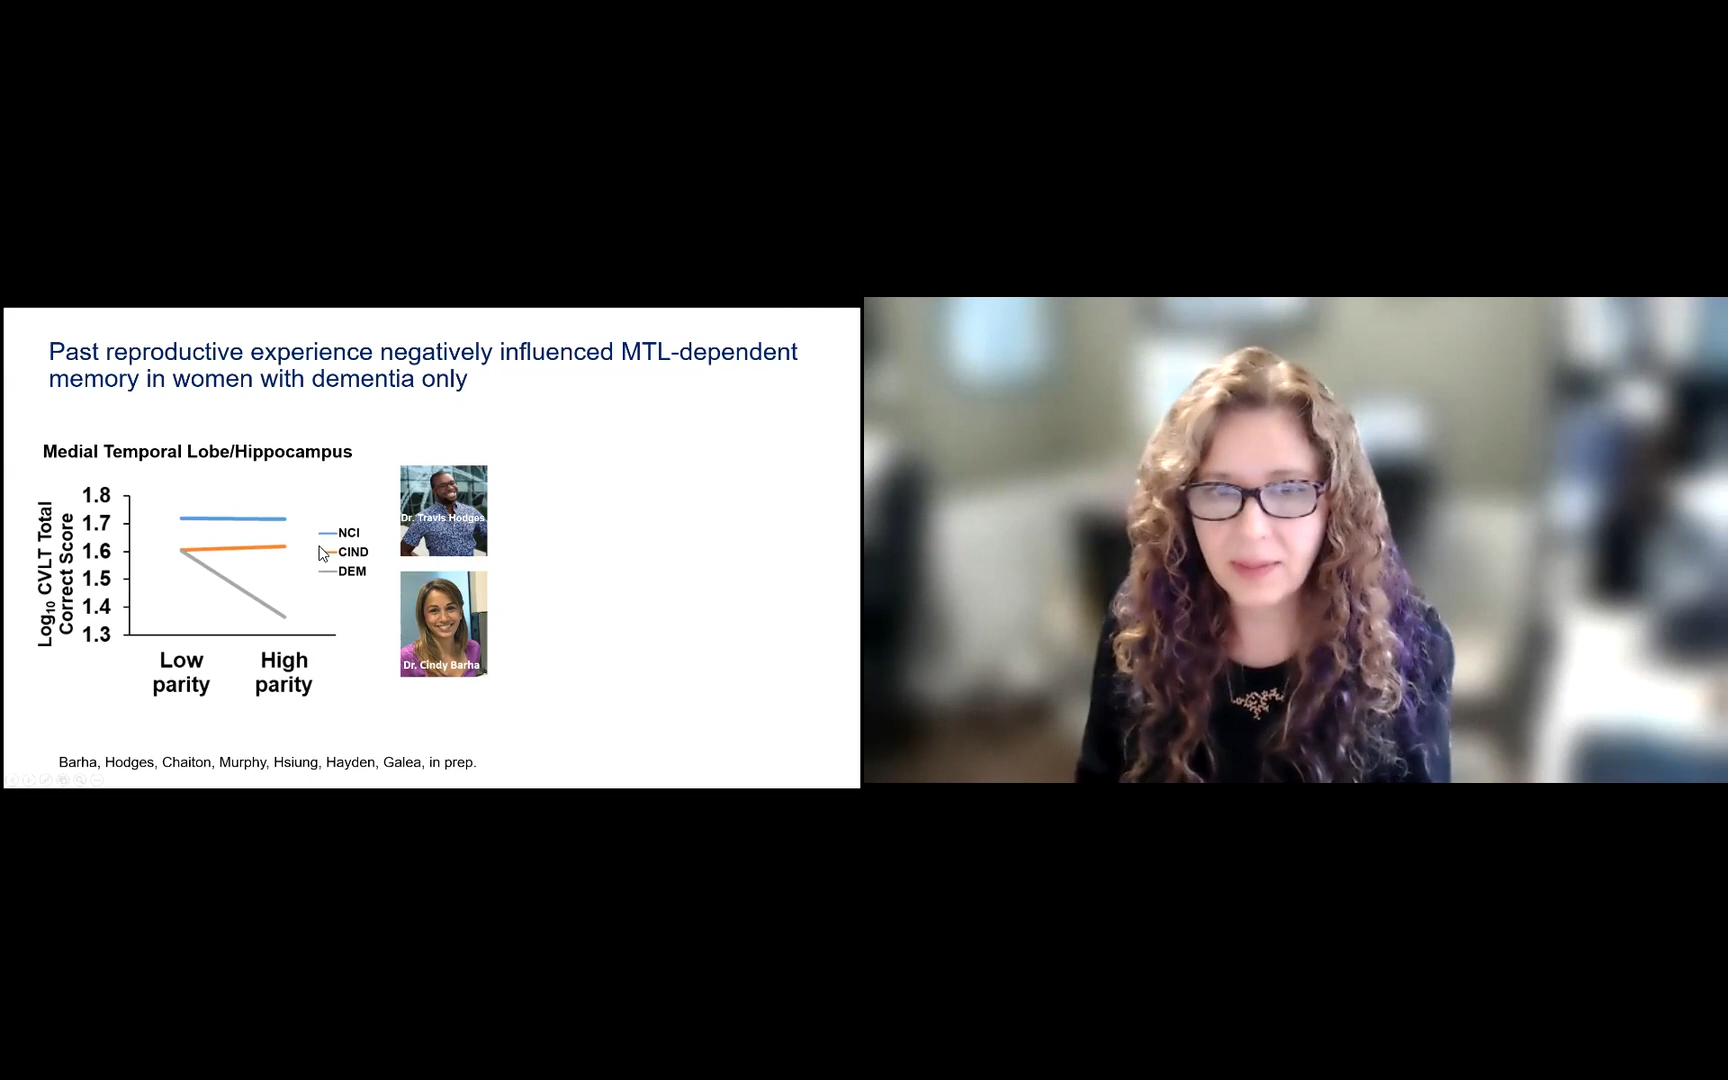 Past reproductive experience negatively influenced MTL-dependent
memory in women with dementia only
Medial Temporal Lobe/Hippocampus
Log10 CVLT Total
Correct Score
1.8
1.7
1.6
1.5
1.4
1.3
Low
parity
High
parity
NCI
CIND
DEM
Dr. Travis Hodges
Dr. Cindy Barha
Barha, Hodges, Chaiton, Murphy, Hsiung, Hayden, Galea, in prep.